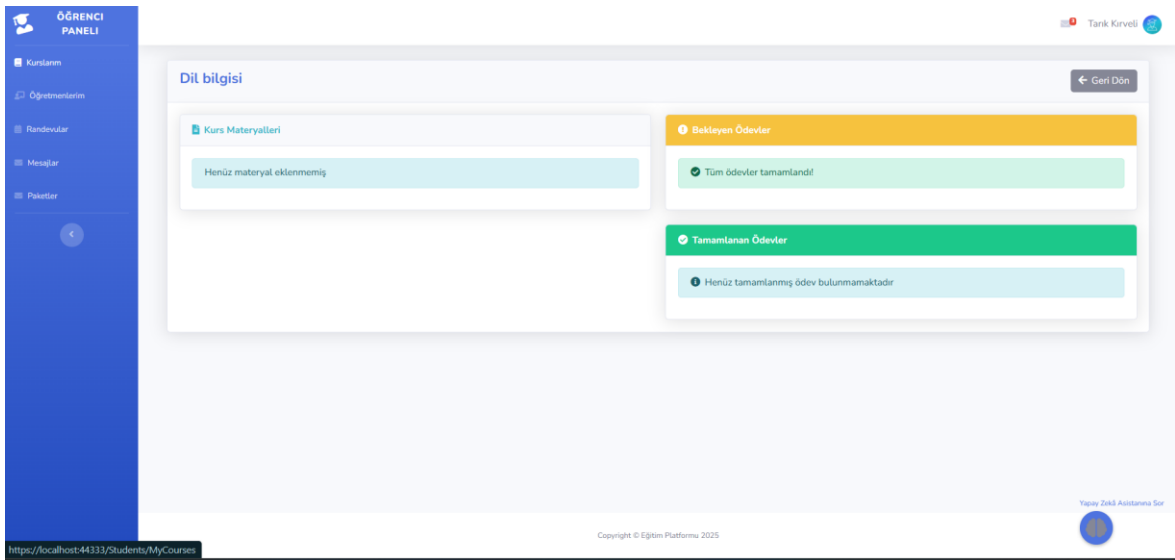 ÖĞRENCI
PANELI
3
Tarık Kırveli
Kurslarım
Öğretmenlerim
Randevular
Mesajlar
Paketler
Dil bilgisi
Geri Dön
Kurs Materyalleri
Henüz materyal eklenmemiş
Bekleyen Ödevler
Tüm ödevler tamamlandı!
Tamamlanan Ödevler
Henüz tamamlanmış ödev bulunmamaktadır
Yapay Zekâ Asistanına Sor
Copyright © Eğitim Platformu 2025
https://localhost:44333/Students/MyCourses